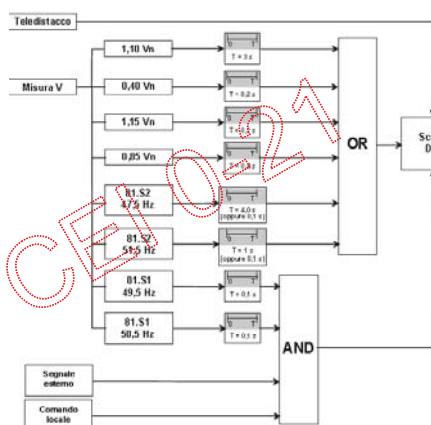 Teledistacco
Misura V
1,10 Vn
T = 3 s
0,40 Vn
T = 0,2 s
1,15 Vn
0,85 Vn
81.S2
47,5 Hz
T = 4,0 s
(oppure 0,1 s)
81.S2
51,5 Hz
T = 1 s
(oppure 0,1 s)
81.S1
49,5 Hz
T = 0,1 s
81.S1
50,5 Hz
T = 0,1 s
OR
AND
Segnale
esterno
Comando
locale
CEI 0-21